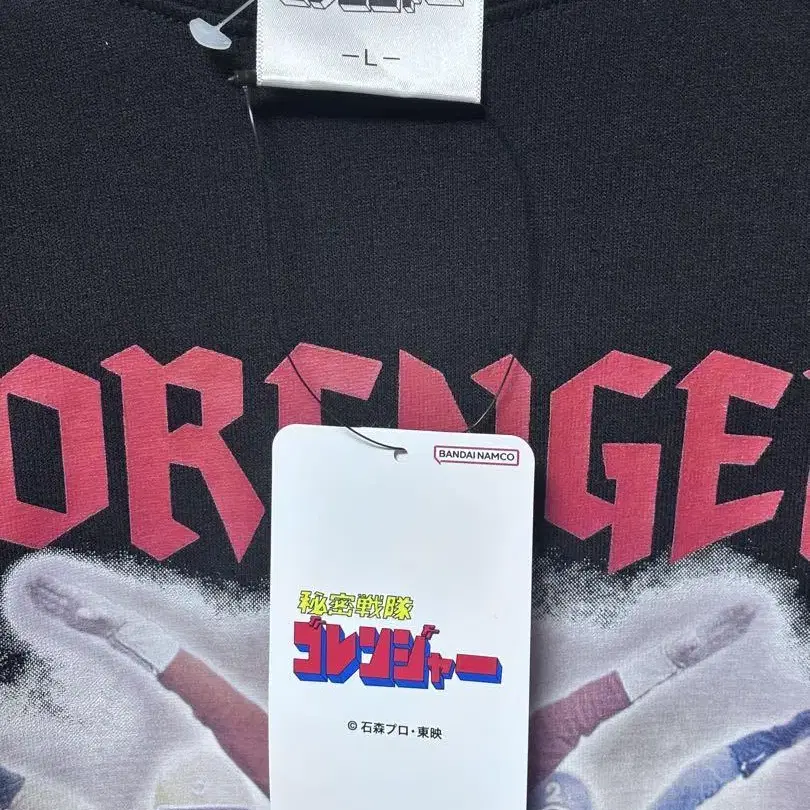 -L-
ORENGE
BANDAI NAMCO
秘密戦隊
ゴレンジャー
© 石森プロ・東映
2